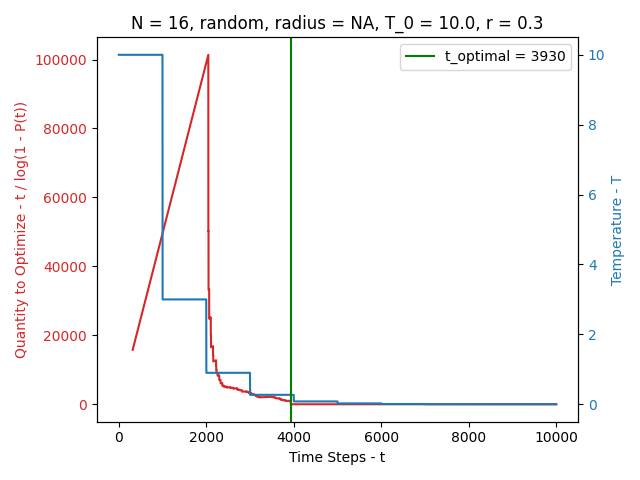 N = 16, random, radius = NA, T_0 = 10.0, r = 0.3
t_optimal = 3930
Quantity to Optimize - t / log(1 - P(t))
100000
80000
60000
40000
20000
0
Temperature - T
10
8
6
4
2
0
0 2000 4000 6000 8000 10000
Time Steps - t